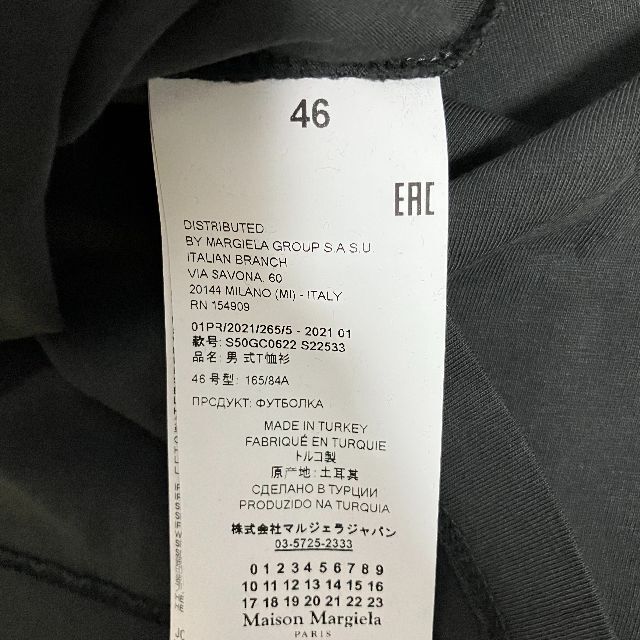 46
EAC
DISTRIBUTED
BY MARGIELA GROUP S.A.S.U.
ITALIAN BRANCH
VIA SAVONA, 60
20144 MILANO (MI) - ITALY
RN 154909
01PR/2021/265/5 - 2021 01
款号: S50GC0622 S22533
品名: 男 式T恤衫
46 号型: 165/84A
ПРОДУКТ: ФУТБОЛКА
MADE IN TURKEY
FABRIQUÉ EN TURQUIE
トルコ製
原产地: 土耳其
СДЕЛАНО В ТУРЦИИ
PRODUZIDO NA TURQUIA
株式会社マルジェラジャパン
03-5725-2333
0 1 2 3 4 5 6 7 8 9
10 11 12 13 14 15 16
17 18 19 20 21 22 23
Maison Margiela
PARIS